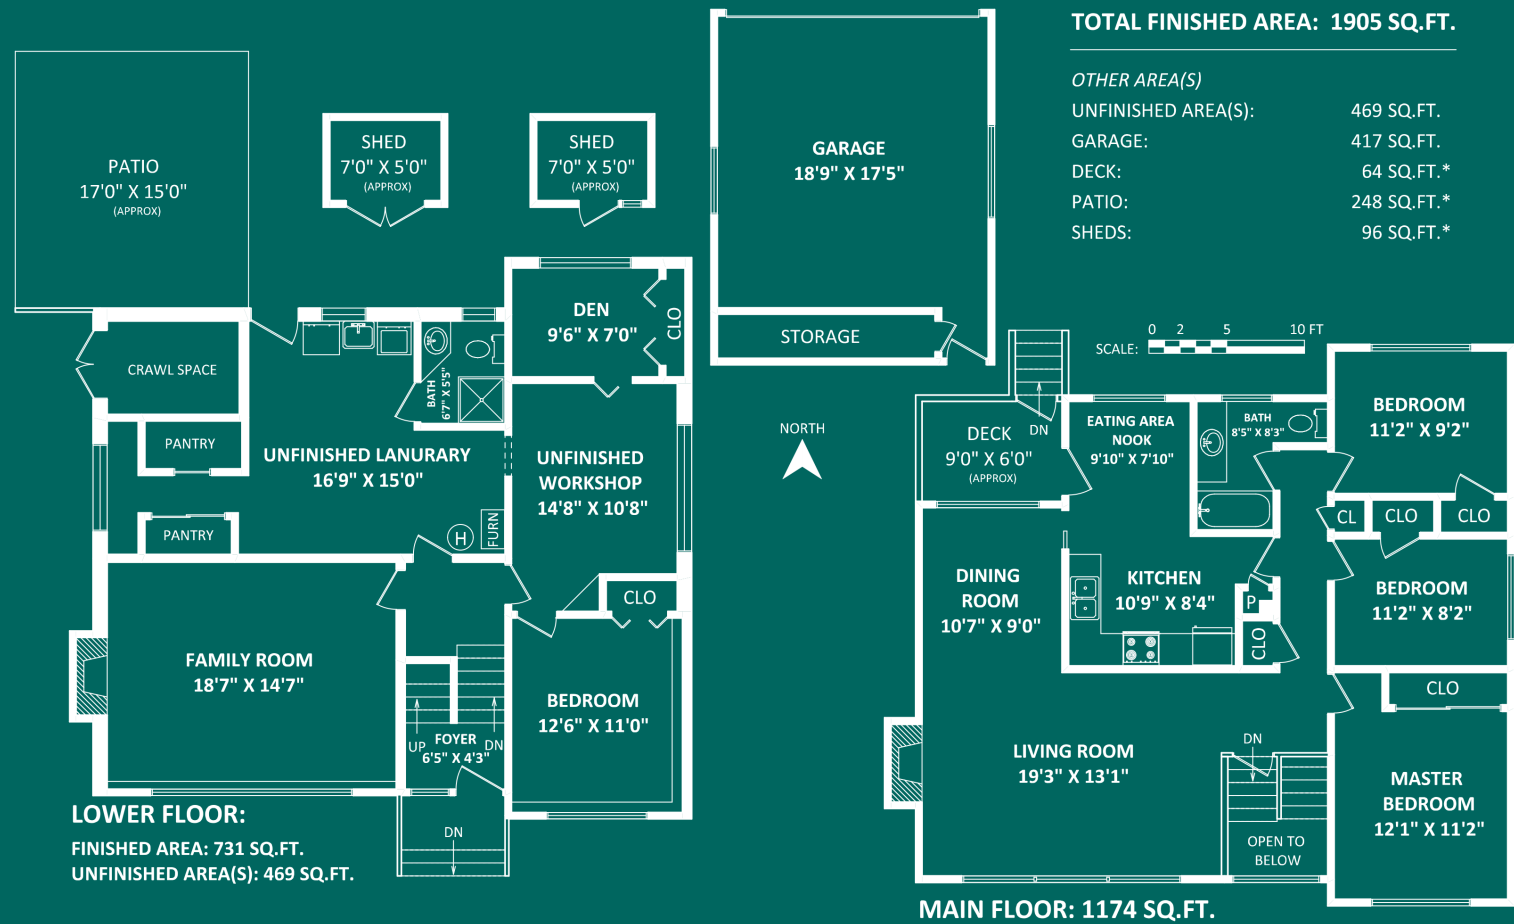 TOTAL FINISHED AREA: 1905 SQ.FT.
OTHER AREA(S)
UNFINISHED AREA(S): 469 SQ.FT.
GARAGE: 417 SQ.FT.
DECK: 64 SQ.FT.*
PATIO: 248 SQ.FT.*
SHEDS: 96 SQ.FT.*
PATIO
17'0" X 15'0"
(APPROX)
SHED
7'0" X 5'0"
(APPROX)
SHED
7'0" X 5'0"
(APPROX)
GARAGE
18'9" X 17'5"
STORAGE
DEN
9'6" X 7'0"
CLO
CRAWL SPACE
BATH
6'7" X 5'5"
PANTRY
UNFINISHED LANURARY
16'9" X 15'0"
UNFINISHED
WORKSHOP
14'8" X 10'8"
PANTRY
H
FURN
CLO
FAMILY ROOM
18'7" X 14'7"
BEDROOM
12'6" X 11'0"
UP
FOYER
6'5" X 4'3"
DN
DN
LOWER FLOOR:
FINISHED AREA: 731 SQ.FT.
UNFINISHED AREA(S): 469 SQ.FT.
NORTH
SCALE:
0 2 5 10 FT
DN
DECK
9'0" X 6'0"
(APPROX)
EATING AREA
NOOK
9'10" X 7'10"
BATH
8'5" X 8'3"
BEDROOM
11'2" X 9'2"
CL
CLO
CLO
DINING
ROOM
10'7" X 9'0"
KITCHEN
10'9" X 8'4"
P
CLO
BEDROOM
11'2" X 8'2"
CLO
LIVING ROOM
19'3" X 13'1"
DN
OPEN TO
BELOW
MASTER
BEDROOM
12'1" X 11'2"
MAIN FLOOR: 1174 SQ.FT.